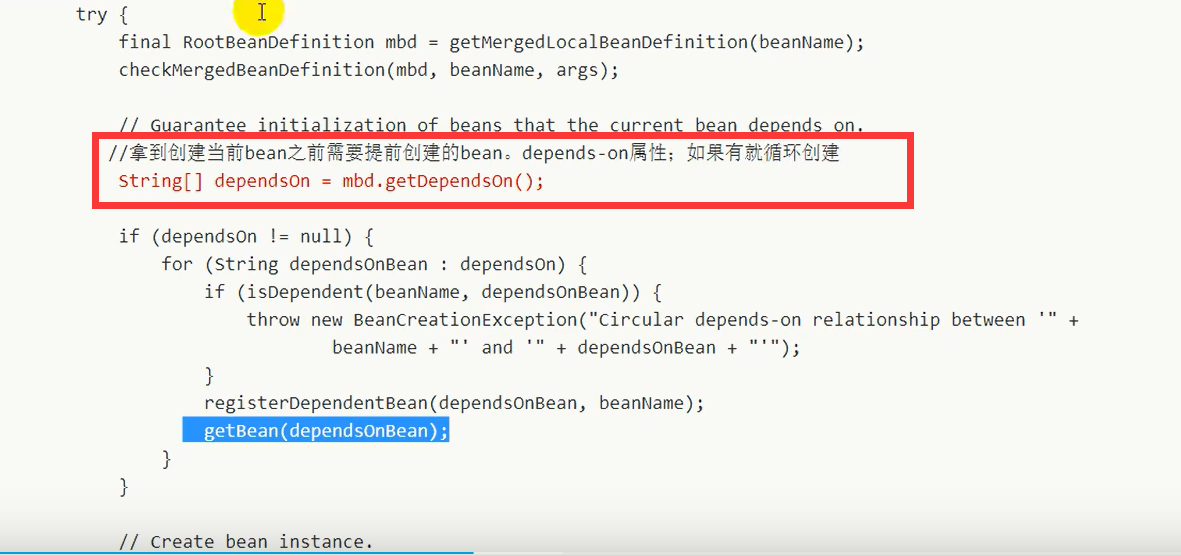 try {
final RootBeanDefinition mbd = getMergedLocalBeanDefinition(beanName);
checkMergedBeanDefinition(mbd, beanName, args);
// Guarantee initialization of beans that the current bean depends on.
//拿到创建当前bean之前需要提前创建的bean。depends-on属性；如果有就循环创建
String[] dependsOn = mbd.getDependsOn();
if (dependsOn != null) {
for (String dependsOnBean : dependsOn) {
if (isDependent(beanName, dependsOnBean)) {
throw new BeanCreationException("Circular depends-on relationship between '" +
beanName + "' and '" + dependsOnBean + "'");
}
registerDependentBean(dependsOnBean, beanName);
getBean(dependsOnBean);
}
}
// Create bean instance.